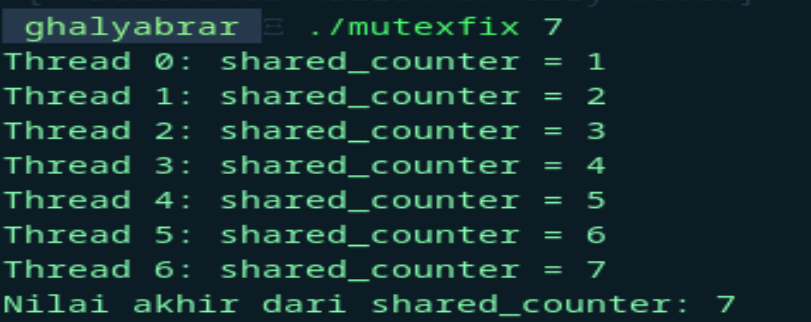 ghalyabrar ./mutexfix 7
Thread 0: shared_counter = 1
Thread 1: shared_counter = 2
Thread 2: shared_counter = 3
Thread 3: shared_counter = 4
Thread 4: shared_counter = 5
Thread 5: shared_counter = 6
Thread 6: shared_counter = 7
Nilai akhir dari shared_counter: 7